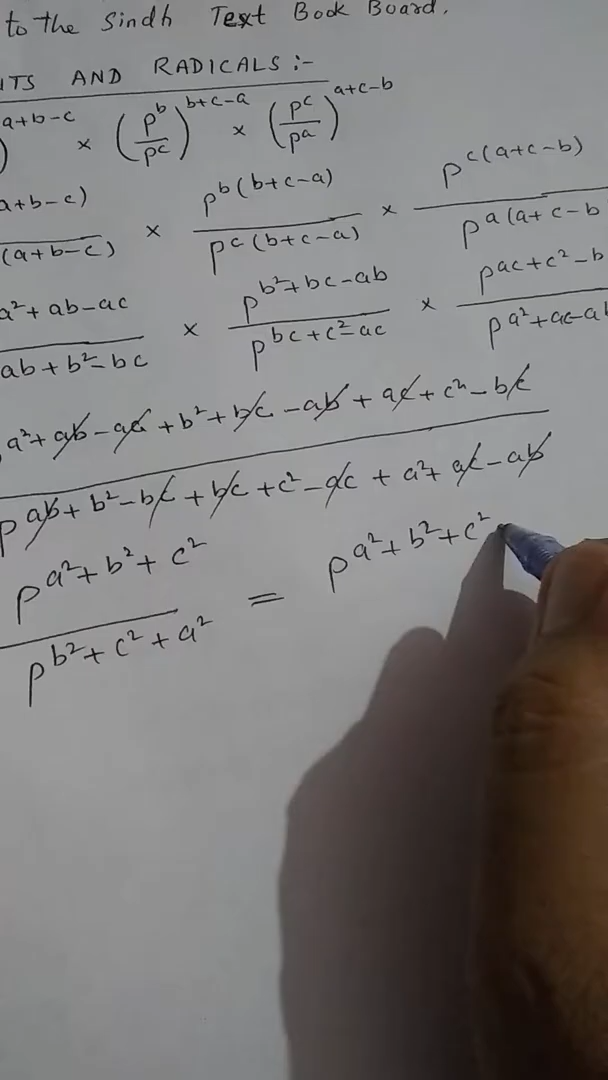 to the Sindh Text Book Board.
ITS AND RADICALS :-
)^{a+b-c} × (p^b/p^c)^{b+c-a} × (p^c/p^a)^{a+c-b}
a+b-c) / (a+b-c) × p^{b(b+c-a)} / p^{c(b+c-a)} × p^{c(a+c-b)} / p^{a(a+c-b}
a²+ab-ac / ab+b²-bc × p^{b²+bc-ab} / p^{bc+c²-ac} × p^{ac+c²-b} / p^{a²+ac-ab}
a²+ab-ac+b²+bc-ab+ac+c²-bc
p^{ab+b²-bc+bc+c²-ac+a²+ac-ab}
p^{a²+b²+c²} / p^{b²+c²+a²} = p^{a²+b²+c²}